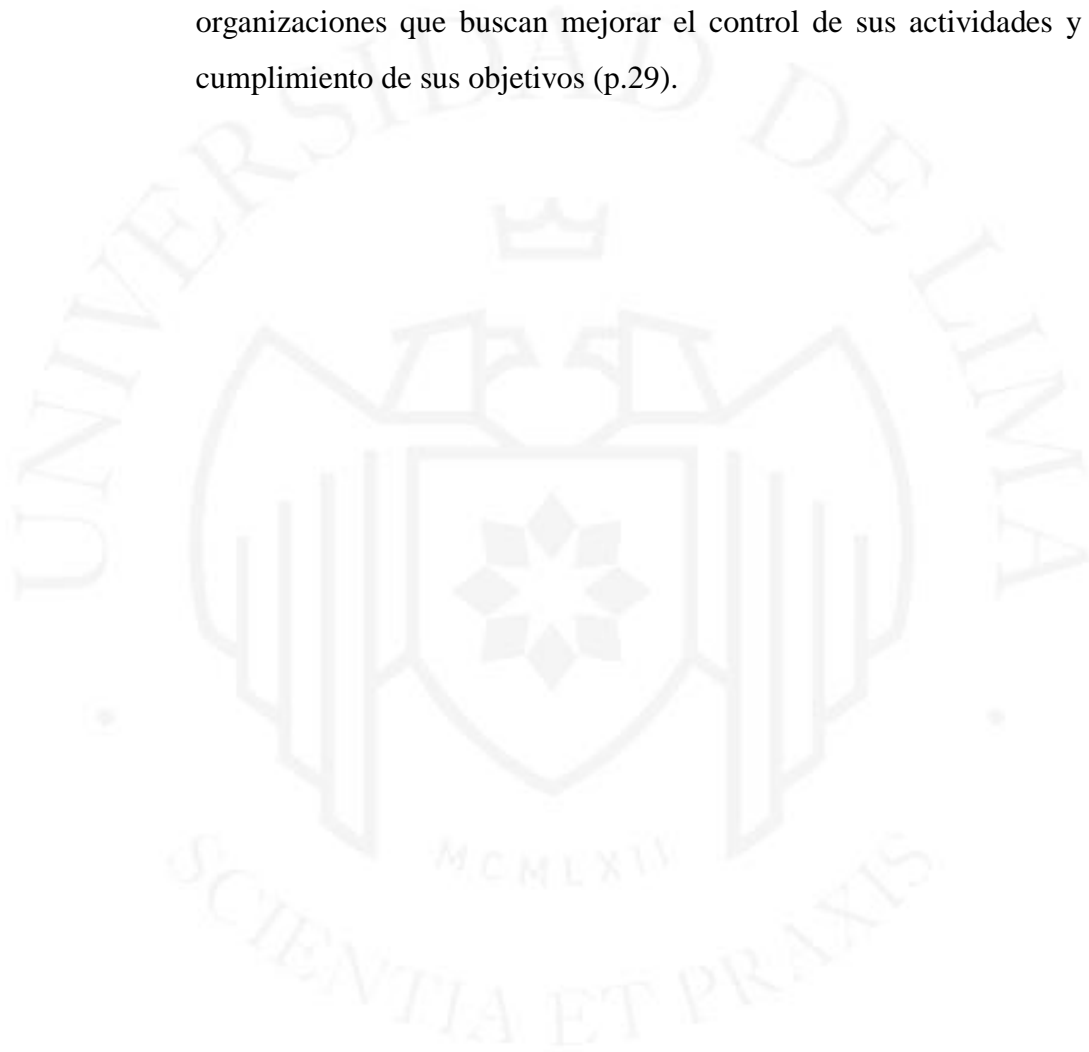 organizaciones que buscan mejorar el control de sus actividades y
cumplimiento de sus objetivos (p.29).
UNIVERSIDAD DE LIMA
MCMLXII
SCIENTIA ET PRAXIS